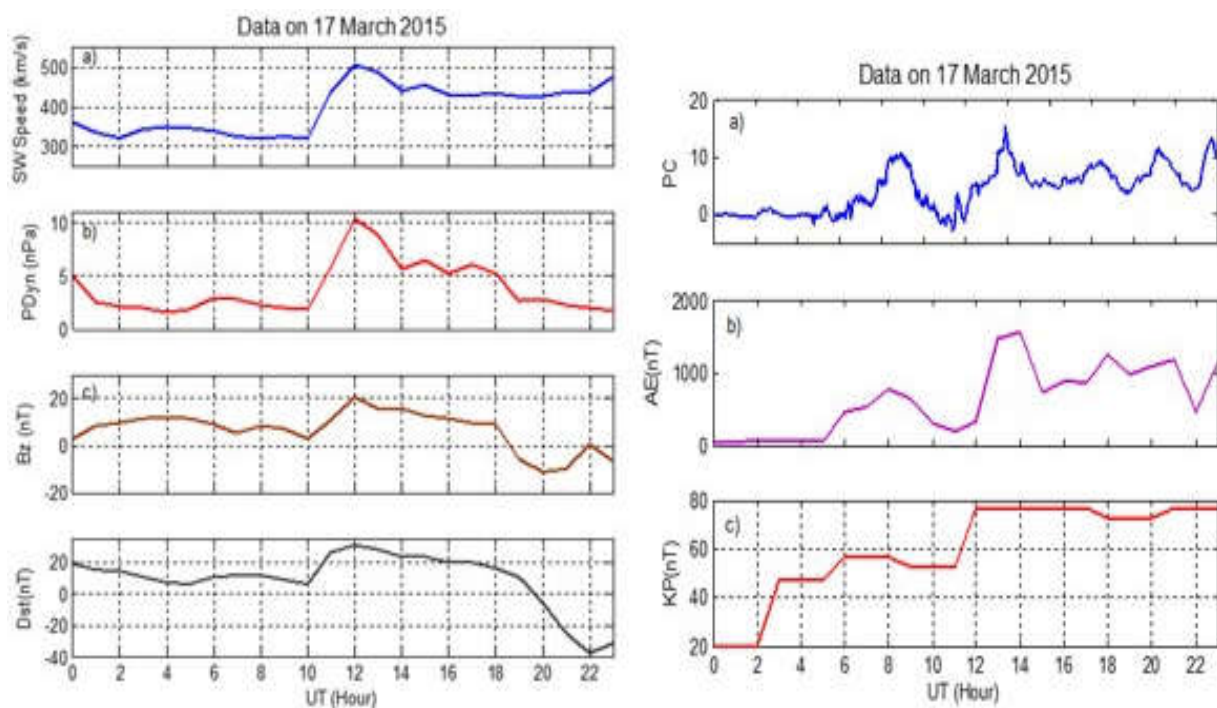 Data on 17 March 2015
a)
SW Speed (km/s)
500
400
300
b)
PDyn (nPa)
10
5
0
c)
Bz (nT)
20
0
-20
Dst(nT)
20
0
-20
-40
0 2 4 6 8 10 12 14 16 18 20 22
UT (Hour)
Data on 17 March 2015
a)
PC
20
10
0
b)
AE(nT)
2000
1000
0
c)
KP(nT)
80
60
40
20
0 2 4 6 8 10 12 14 16 18 20 22
UT (Hour)